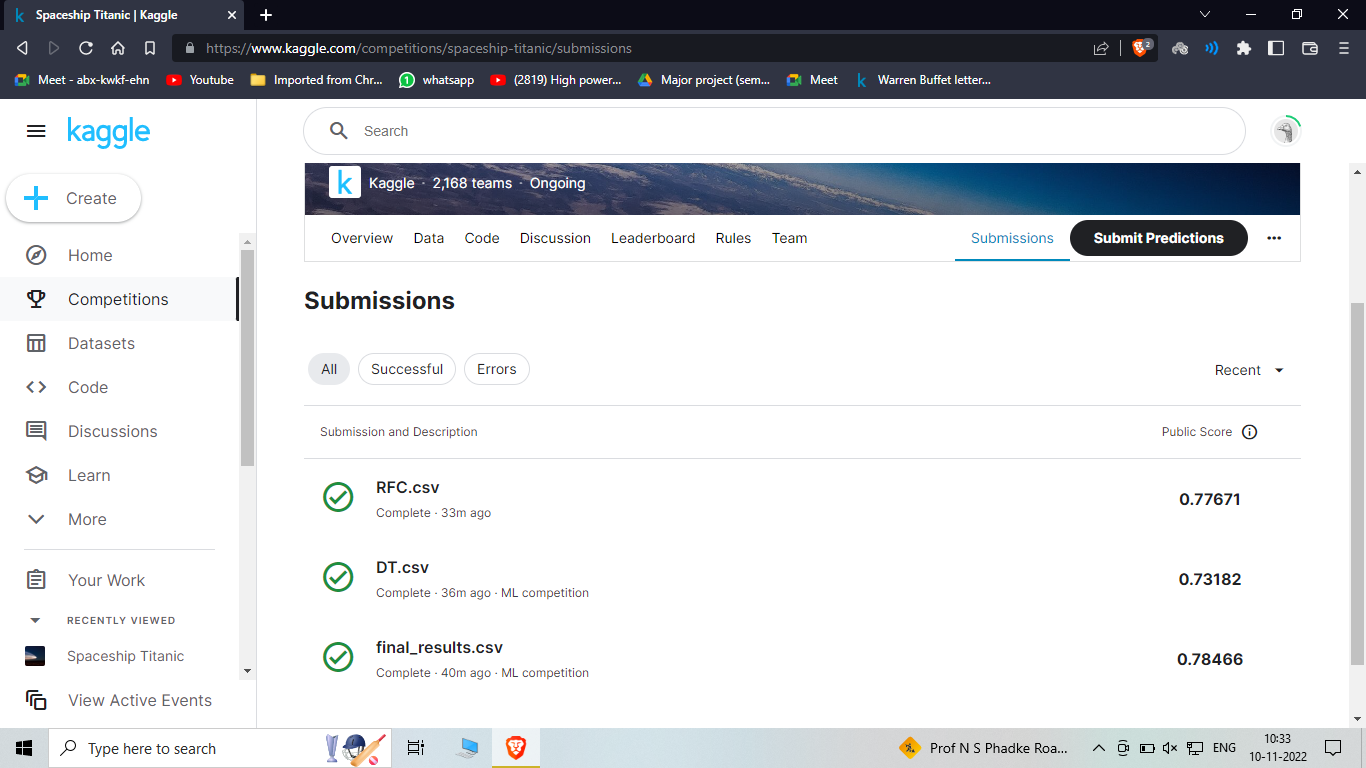 Spaceship Titanic | Kaggle
https://www.kaggle.com/competitions/spaceship-titanic/submissions
2
Meet - abx-kwkf-ehn
Youtube
Imported from Chr...
1
whatsapp
(2819) High power...
Major project (sem...
Meet
Warren Buffet letter...
kaggle
Search
Create
Home
Competitions
Datasets
Code
Discussions
Learn
More
Your Work
RECENTLY VIEWED
Spaceship Titanic
View Active Events
k
Kaggle · 2,168 teams · Ongoing
Overview
Data
Code
Discussion
Leaderboard
Rules
Team
Submissions
Submit Predictions
Submissions
All
Successful
Errors
Recent
Submission and Description
Public Score
RFC.csv
Complete · 33m ago
0.77671
DT.csv
Complete · 36m ago · ML competition
0.73182
final_results.csv
Complete · 40m ago · ML competition
0.78466
Type here to search
Prof N S Phadke Roa...
ENG
10:33
10-11-2022